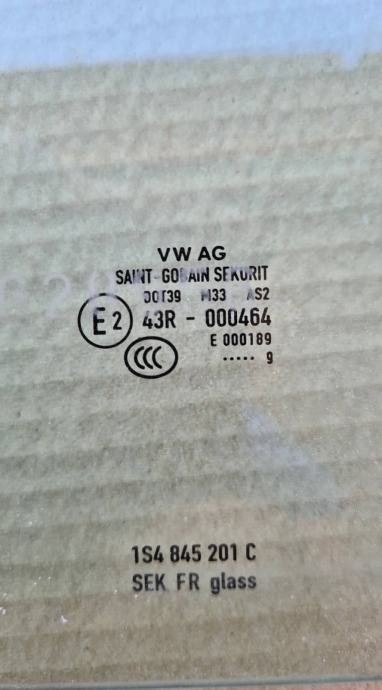 VW AG
SAINT-GOBAIN SEKURIT
DOT39 M33 AS2
E2 43R - 000464
E 000189
CCC
..... 9
1S4 845 201 C
SEK FR glass